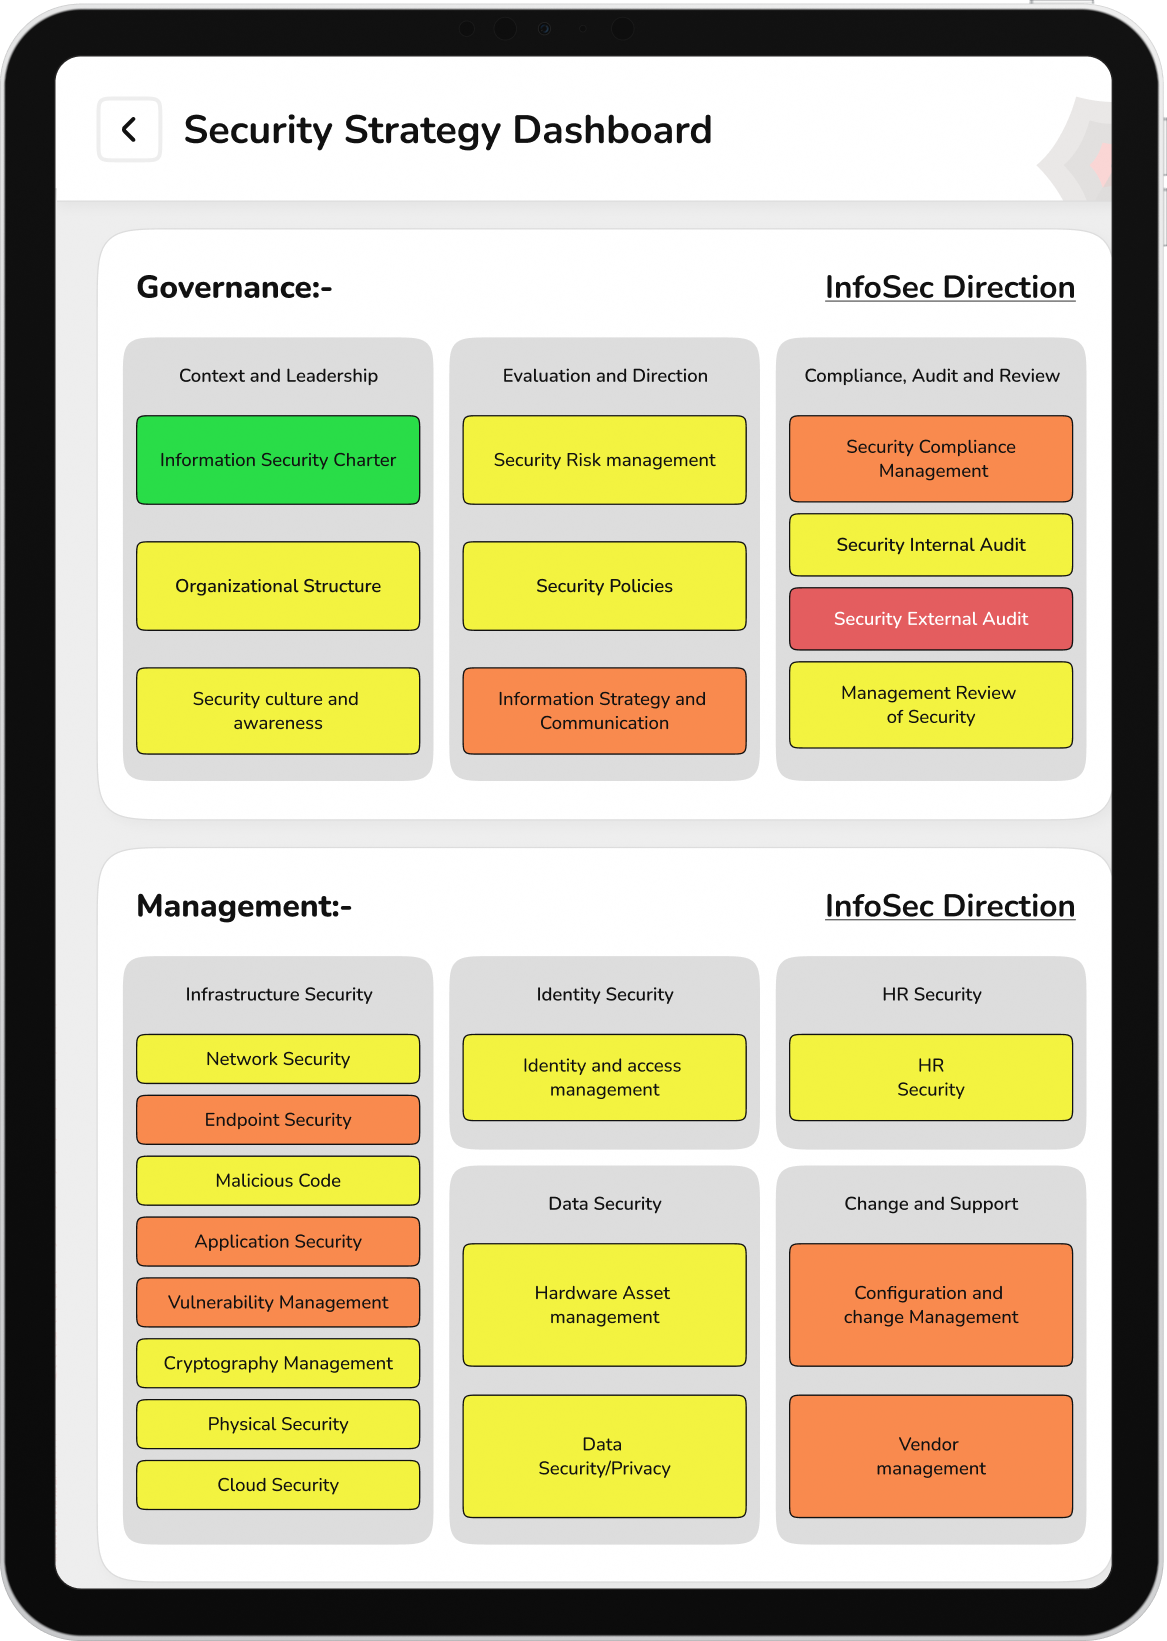 Security Strategy Dashboard
Governance:-
InfoSec Direction
Context and Leadership
Information Security Charter
Organizational Structure
Security culture and
awareness
Evaluation and Direction
Security Risk management
Security Policies
Information Strategy and
Communication
Compliance, Audit and Review
Security Compliance
Management
Security Internal Audit
Security External Audit
Management Review
of Security
Management:-
InfoSec Direction
Infrastructure Security
Network Security
Endpoint Security
Malicious Code
Application Security
Vulnerability Management
Cryptography Management
Physical Security
Cloud Security
Identity Security
Identity and access
management
HR Security
HR
Security
Data Security
Hardware Asset
management
Data
Security/Privacy
Change and Support
Configuration and
change Management
Vendor
management